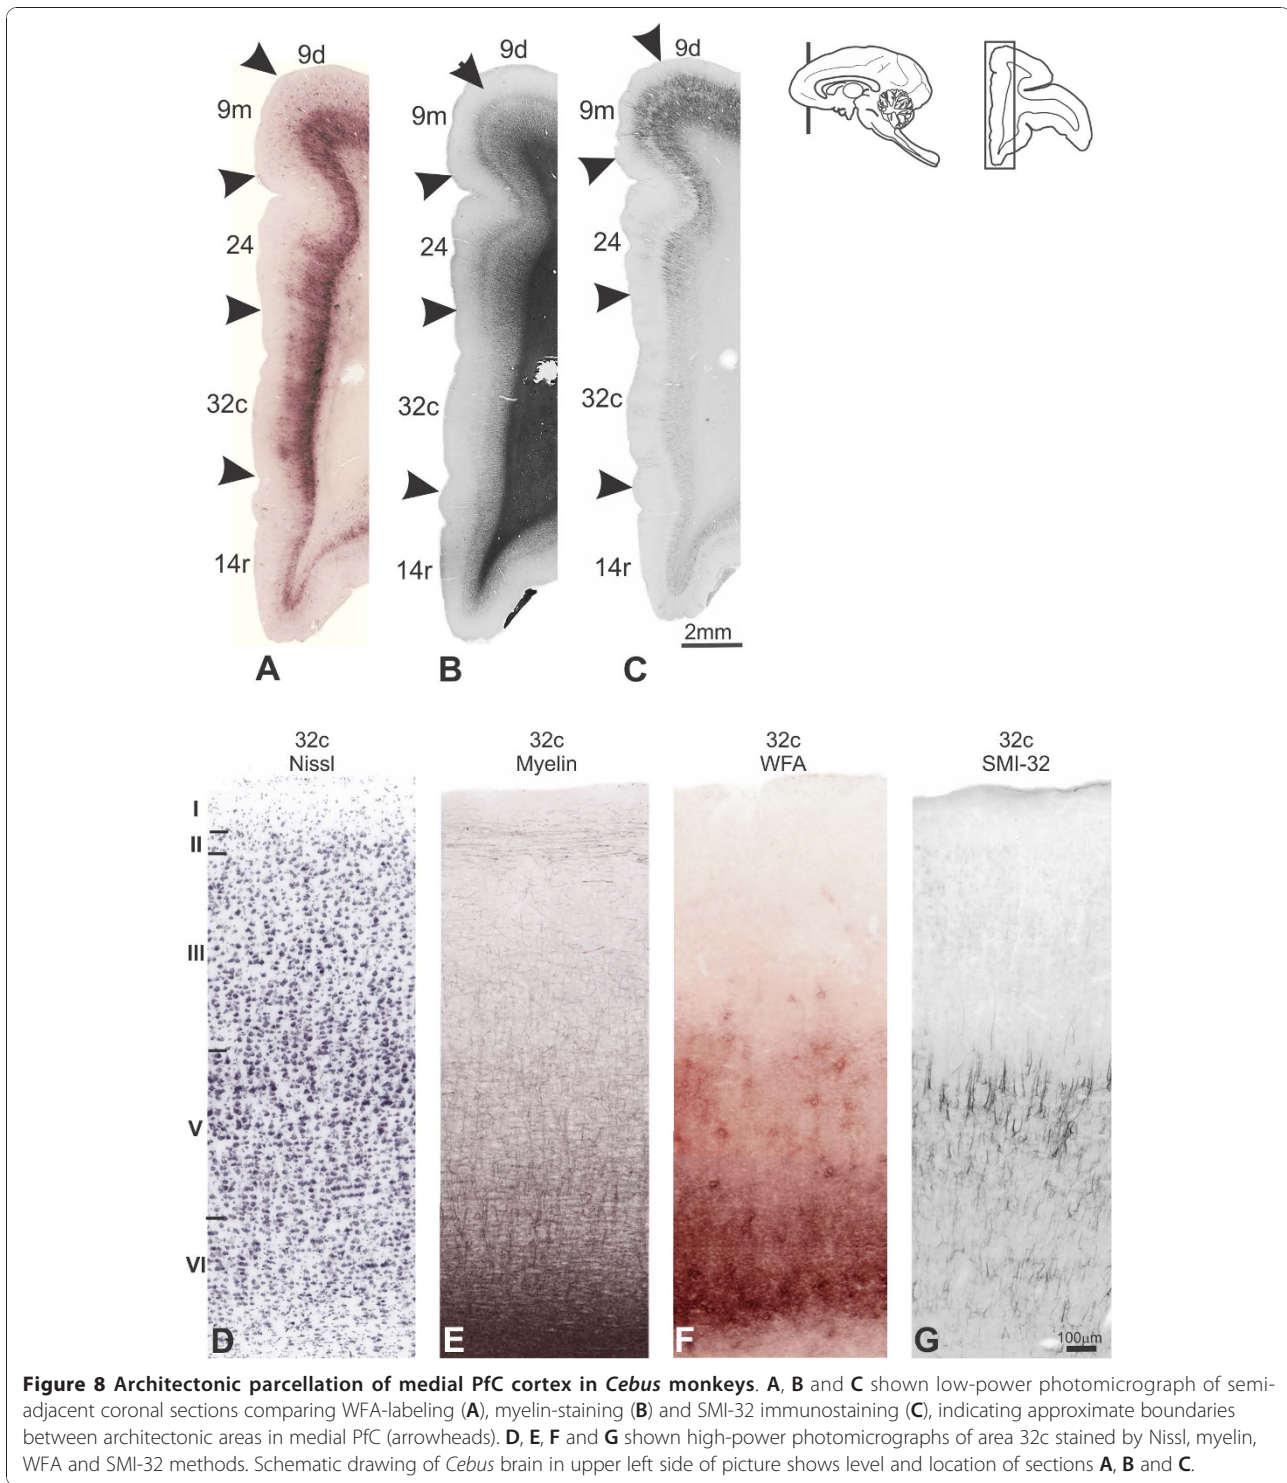 9d
9m
24
32c
14r
A
9d
9m
24
32c
14r
B
9d
9m
24
32c
14r
2mm
C
32c
Nissl
32c
Myelin
32c
WFA
32c
SMI-32
I
II
III
V
VI
D
E
F
G
100µm
Figure 8 Architectonic parcellation of medial PfC cortex in Cebus monkeys. A, B and C shown low-power photomicrograph of semi-
adjacent coronal sections comparing WFA-labeling (A), myelin-staining (B) and SMI-32 immunostaining (C), indicating approximate boundaries
between architectonic areas in medial PfC (arrowheads). D, E, F and G shown high-power photomicrographs of area 32c stained by Nissl, myelin,
WFA and SMI-32 methods. Schematic drawing of Cebus brain in upper left side of picture shows level and location of sections A, B and C.